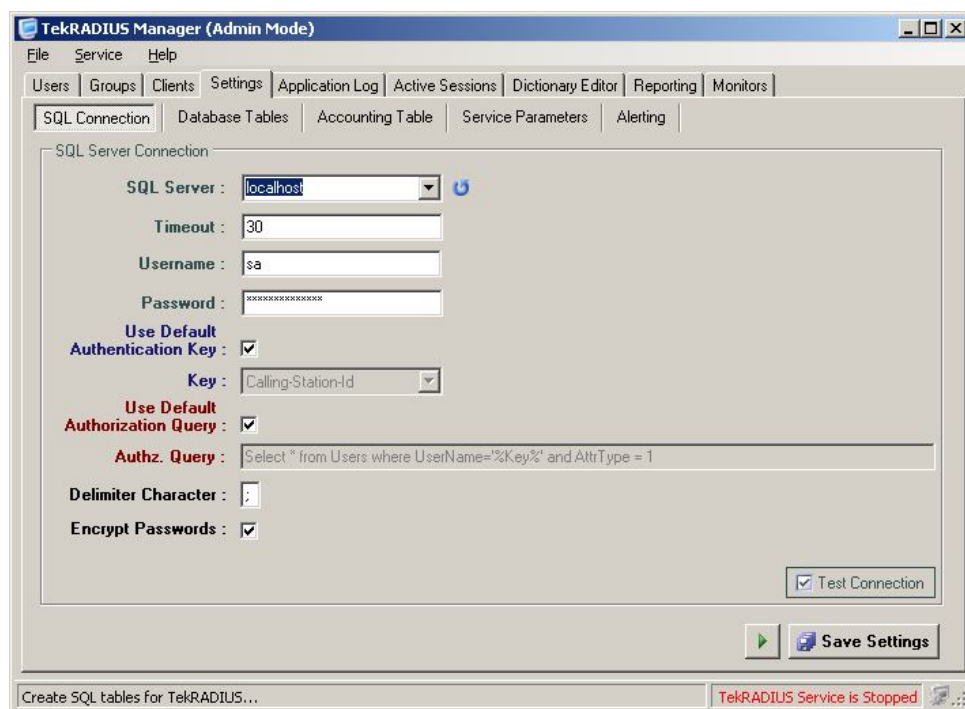 TekRADIUS Manager (Admin Mode)
File Service Help
Users Groups Clients Settings Application Log Active Sessions Dictionary Editor Reporting Monitors
SQL Connection Database Tables Accounting Table Service Parameters Alerting
SQL Server Connection
SQL Server : localhost
Timeout : 30
Username : sa
Password : **************
Use Default
Authentication Key :
Key : Calling-Station-Id
Use Default
Authorization Query :
Authz. Query : Select * from Users where UserName='%Key%' and AttrType = 1
Delimiter Character : ;
Encrypt Passwords :
Test Connection
Save Settings
Create SQL tables for TekRADIUS... TekRADIUS Service is Stopped